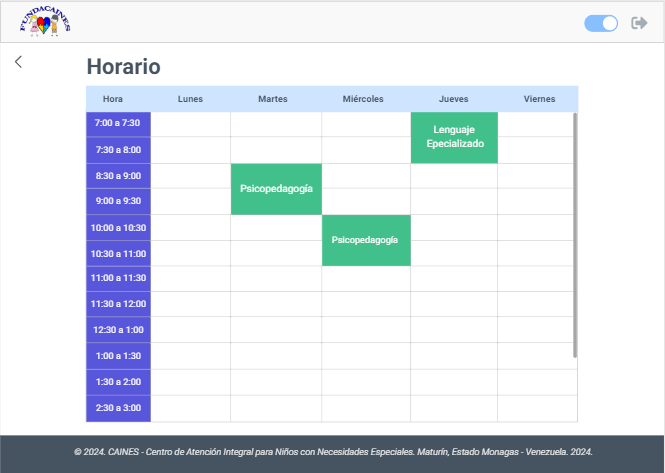 FUNDACAINES
Horario
Hora Lunes Martes Miércoles Jueves Viernes
7:00 a 7:30
Lenguaje
Epecializado
7:30 a 8:00
8:30 a 9:00
Psicopedagogía
9:00 a 9:30
10:00 a 10:30
Psicopedagogía
10:30 a 11:00
11:00 a 11:30
11:30 a 12:00
12:30 a 1:00
1:00 a 1:30
1:30 a 2:00
2:30 a 3:00
© 2024. CAINES - Centro de Atención Integral para Niños con Necesidades Especiales. Maturín, Estado Monagas - Venezuela. 2024.